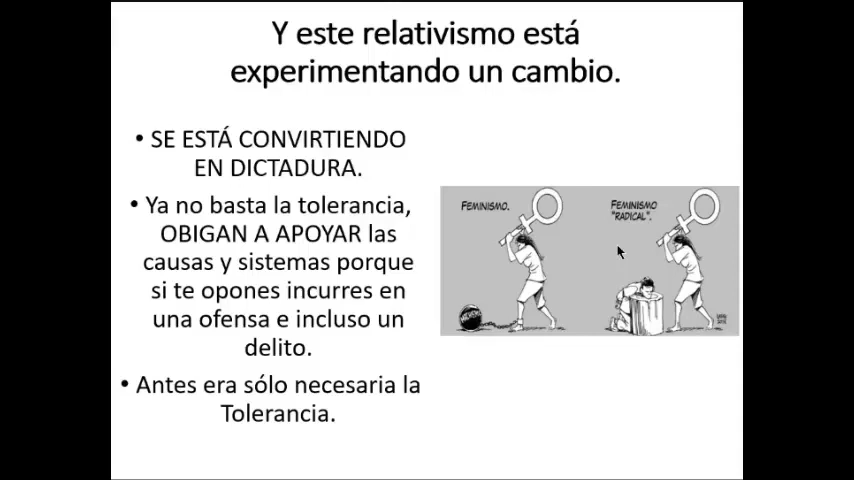 Y este relativismo está
experimentando un cambio.
• SE ESTÁ CONVIRTIENDO
EN DICTADURA.
• Ya no basta la tolerancia,
OBIGAN A APOYAR las
causas y sistemas porque
si te opones incurres en
una ofensa e incluso un
delito.
• Antes era sólo necesaria la
Tolerancia.
FEMINISMO.
FEMINISMO
"RADICAL".